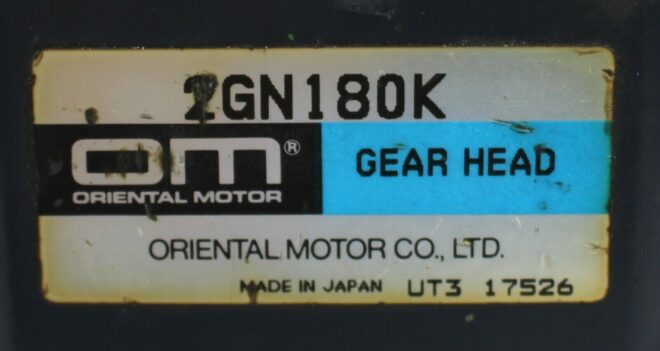 2GN180K
om®
ORIENTAL MOTOR
GEAR HEAD
ORIENTAL MOTOR CO., LTD.
MADE IN JAPAN UT3 17526